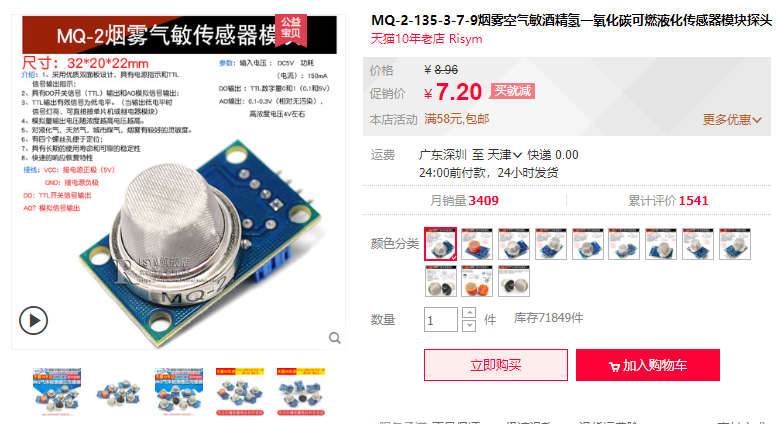 MQ-2烟雾气敏传感器模块
公益
宝贝
尺寸：32*20*22mm
介绍：1、采用优质双面板设计，具有电源指示和TTL
信号输出指示；
2、具有DO开关信号（TTL）输出和AO模拟信号输出；
3、TTL输出有效信号为低电平。（当输出低电平时
信号灯亮，可直接接单片机或继电器模块）
4、模拟量输出电压随浓度越高电压越高。
5、对液化气，天然气，城市煤气，烟雾有较好的灵敏度。
6、有四个螺丝孔便于定位；
7、具有长期的使用寿命和可靠的稳定性
8、快速的响应恢复特性
接线：VCC：接电源正极（5V）
GND：接电源负极
DO：TTL开关信号输出
AO？模拟信号输出
参数：输入电压：DC5V 功耗
（电流）：150mA
DO输出：TTL数字量0和1（0.1和5V）
AO输出：0.1-0.3V（相对无污染），
高浓度电压4V左右
MQ-2
MQ-2-135-3-7-9烟雾空气敏酒精氢一氧化碳可燃液化传感器模块探头
天猫10年老店 Risym
价格 ¥ 8.96
促销价 ¥ 7.20 买就减
本店活动 满58元,包邮 更多优惠
运费 广东深圳 至 天津 快递 0.00
24:00前付款，24小时发货
月销量 3409 累计评价 1541
颜色分类
数量 1 件 库存71849件
立即购买 加入购物车